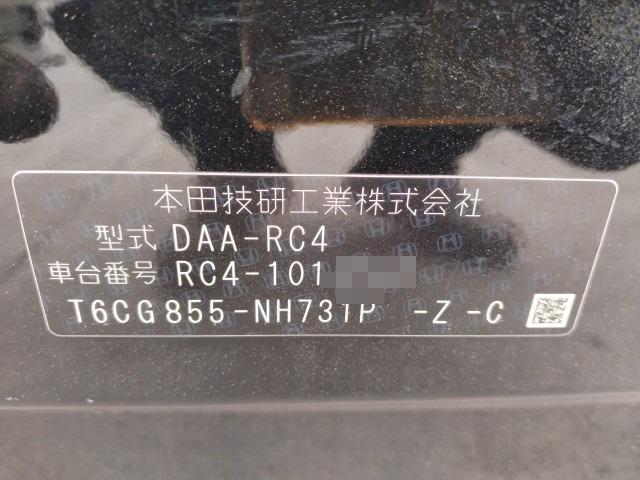 本田技研工業株式会社
型式 DAA-RC4
車台番号 RC4-101
T6CG855-NH731P -Z-C